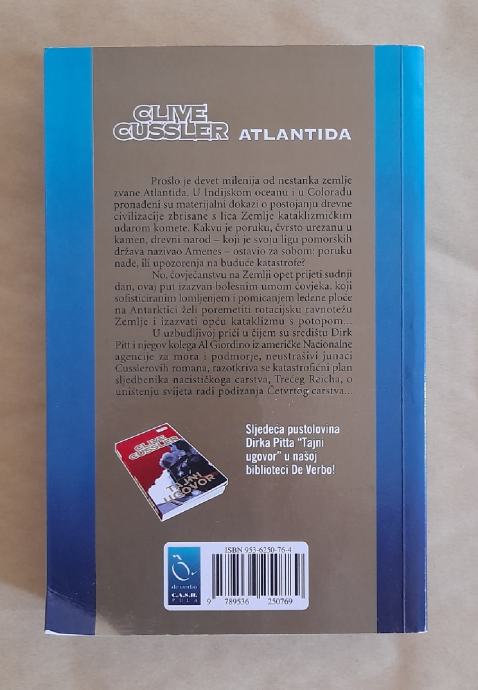 CLIVE
CUSSLER ATLANTIDA
Prošlo je devet milenija od nestanka zemlje
zvane Atlantida. U Indijskom oceanu i u Coloradu
pronađeni su materijalni dokazi o postojanju drevne
civilizacije zbrisane s lica Zemlje kataklizmičkim
udarom komete. Kakvu je poruku, čvrsto urezanu u
kamen, drevni narod – koji je svoju ligu pomorskih
država nazivao Amenes – ostavio za sobom: poruku
nade, ili upozorenja na buduće katastrofe?
No, čovječanstvu na Zemlji opet prijeti sudnji
dan, ovaj put izazvan bolesnim umom čovjeka, koji
sofisticiranim lomljenjem i pomicanjem ledene ploče
na Antarktici želi poremetiti rotacijsku ravnotežu
Zemlje i izazvati opću kataklizmu s potopom...
U uzbudljivoj priči u čijem su središtu Dirk
Pitt i njegov kolega Al Giordino iz američke Nacionalne
agencije za mora i podmorje, neustrašivi junaci
Cusslerovih romana, razotkriva se katastrofični plan
sljedbenika nacističkoga carstva, Trećeg Reicha, o
uništenju svijeta radi podizanja Četvrtog carstva...
CLIVE
CUSSLER
TAJNI
UGOVOR
Sljedeća pustolovina
Dirka Pitta "Tajni
ugovor" u našoj
biblioteci De Verbo!
de verbo
C.A.S.H.
PULA
ISBN 953-6250-76-4
9 789536 250769